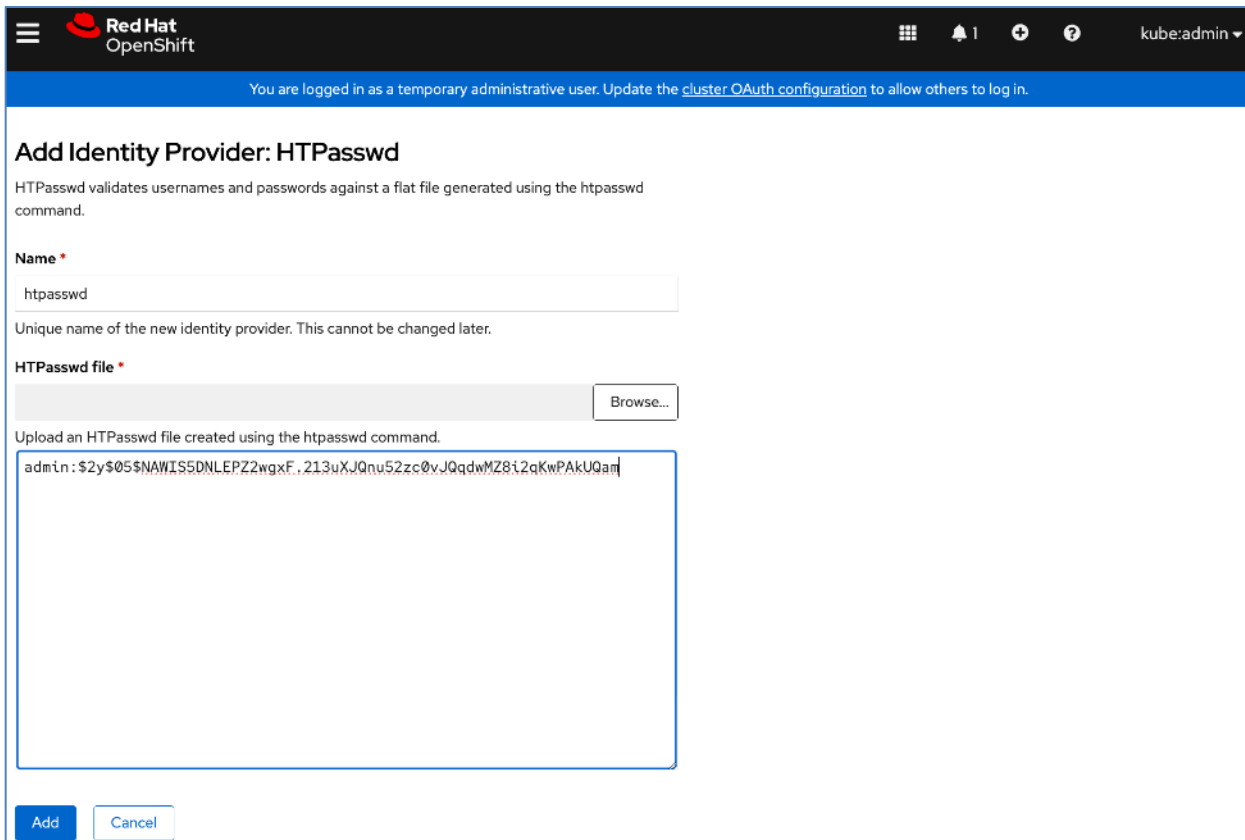 Red Hat
OpenShift
1
kube:admin
You are logged in as a temporary administrative user. Update the cluster OAuth configuration to allow others to log in.
Add Identity Provider: HTPasswd
HTPasswd validates usernames and passwords against a flat file generated using the htpasswd
command.
Name *
htpasswd
Unique name of the new identity provider. This cannot be changed later.
HTPasswd file *
Browse...
Upload an HTPasswd file created using the htpasswd command.
admin:$2y$05$NAWIS5DNLEPZ2wgxF.213uXJQnu52zc0vJQqdwMZ8i2qKwPAkUQam
Add Cancel